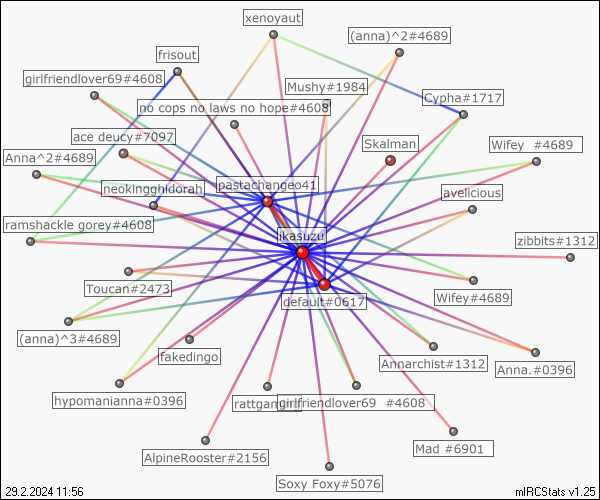 xenoyaut
(anna)^2#4689
frisout
girlfriendlover69#4608
Mushy#1984
Cypha#1717
no cops no laws no hope#4608
ace deucy#7097
Skalman
Wifey #4689
Anna^2#4689
neokingghidorah
pastachangeo41
avelicious
ramshackle gorey#4608
ikasuzu
zibbits#1312
Toucan#2473
default#0617
Wifey#4689
(anna)^3#4689
fakedingo
Annarchist#1312
Anna.#0396
hypomanianna#0396
girlfriendlover69 #4608
Mad #6901
AlpineRooster#2156
Soxy Foxy#5076
29.2.2024 11:56
mIRCStats v1.25